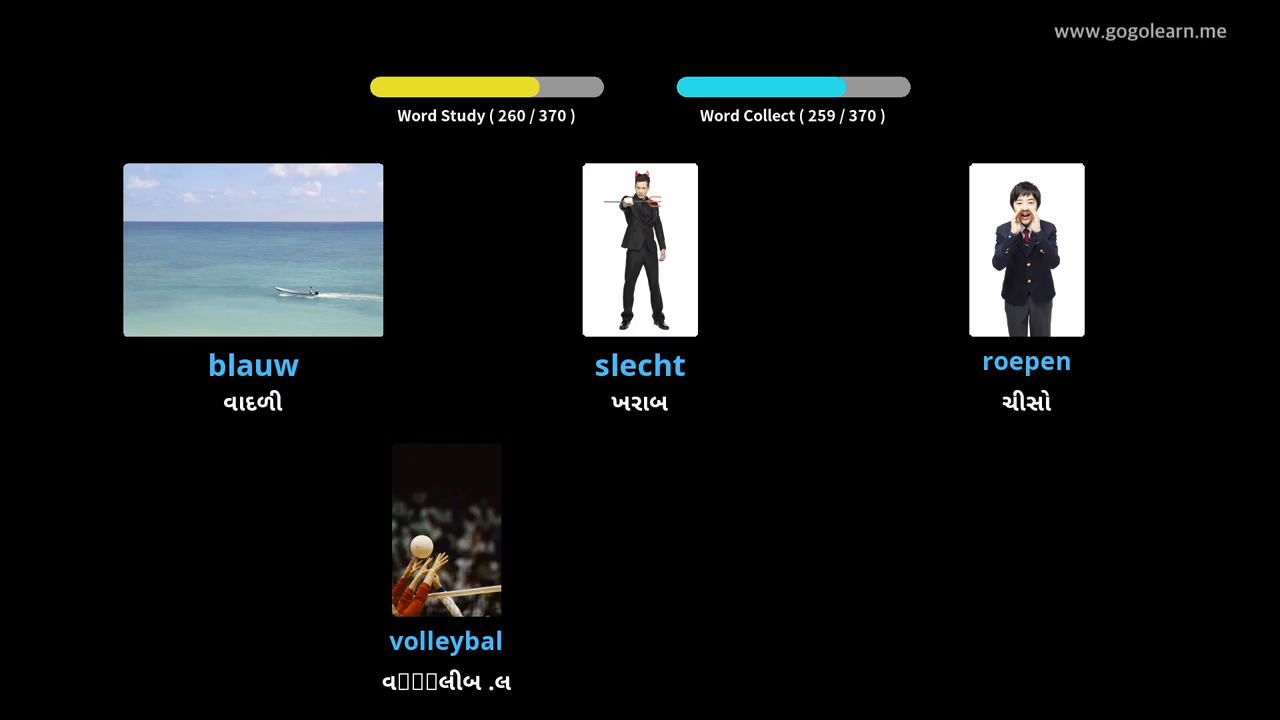 www.gogolearn.me
Word Study ( 260 / 370 )
Word Collect ( 259 / 370 )
blauw
વાદળી
slecht
ખરાબ
roepen
ચીસો
volleybal
વ▯▯▯લીબ .લ